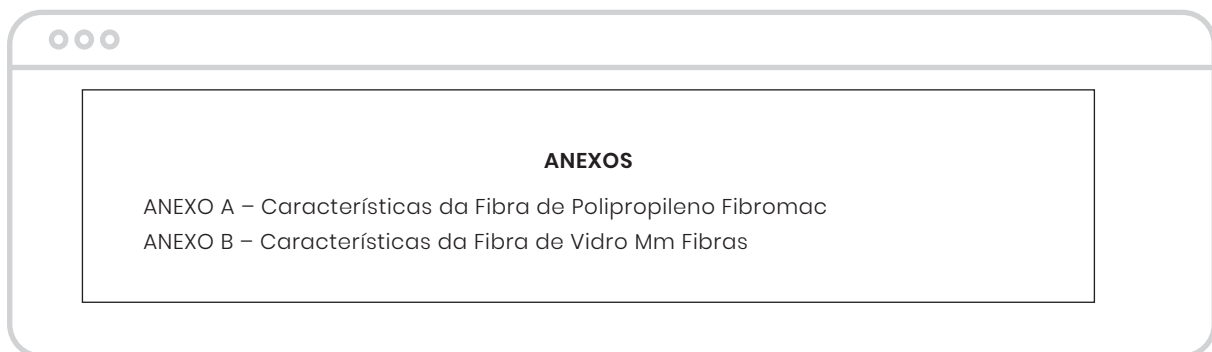 ANEXOS
ANEXO A – Características da Fibra de Polipropileno Fibromac
ANEXO B – Características da Fibra de Vidro Mm Fibras